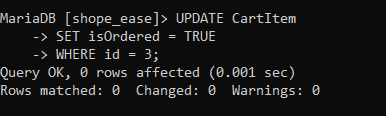 MariaDB [shope_ease]> UPDATE CartItem
    -> SET isOrdered = TRUE
    -> WHERE id = 3;
Query OK, 0 rows affected (0.001 sec)
Rows matched: 0  Changed: 0  Warnings: 0